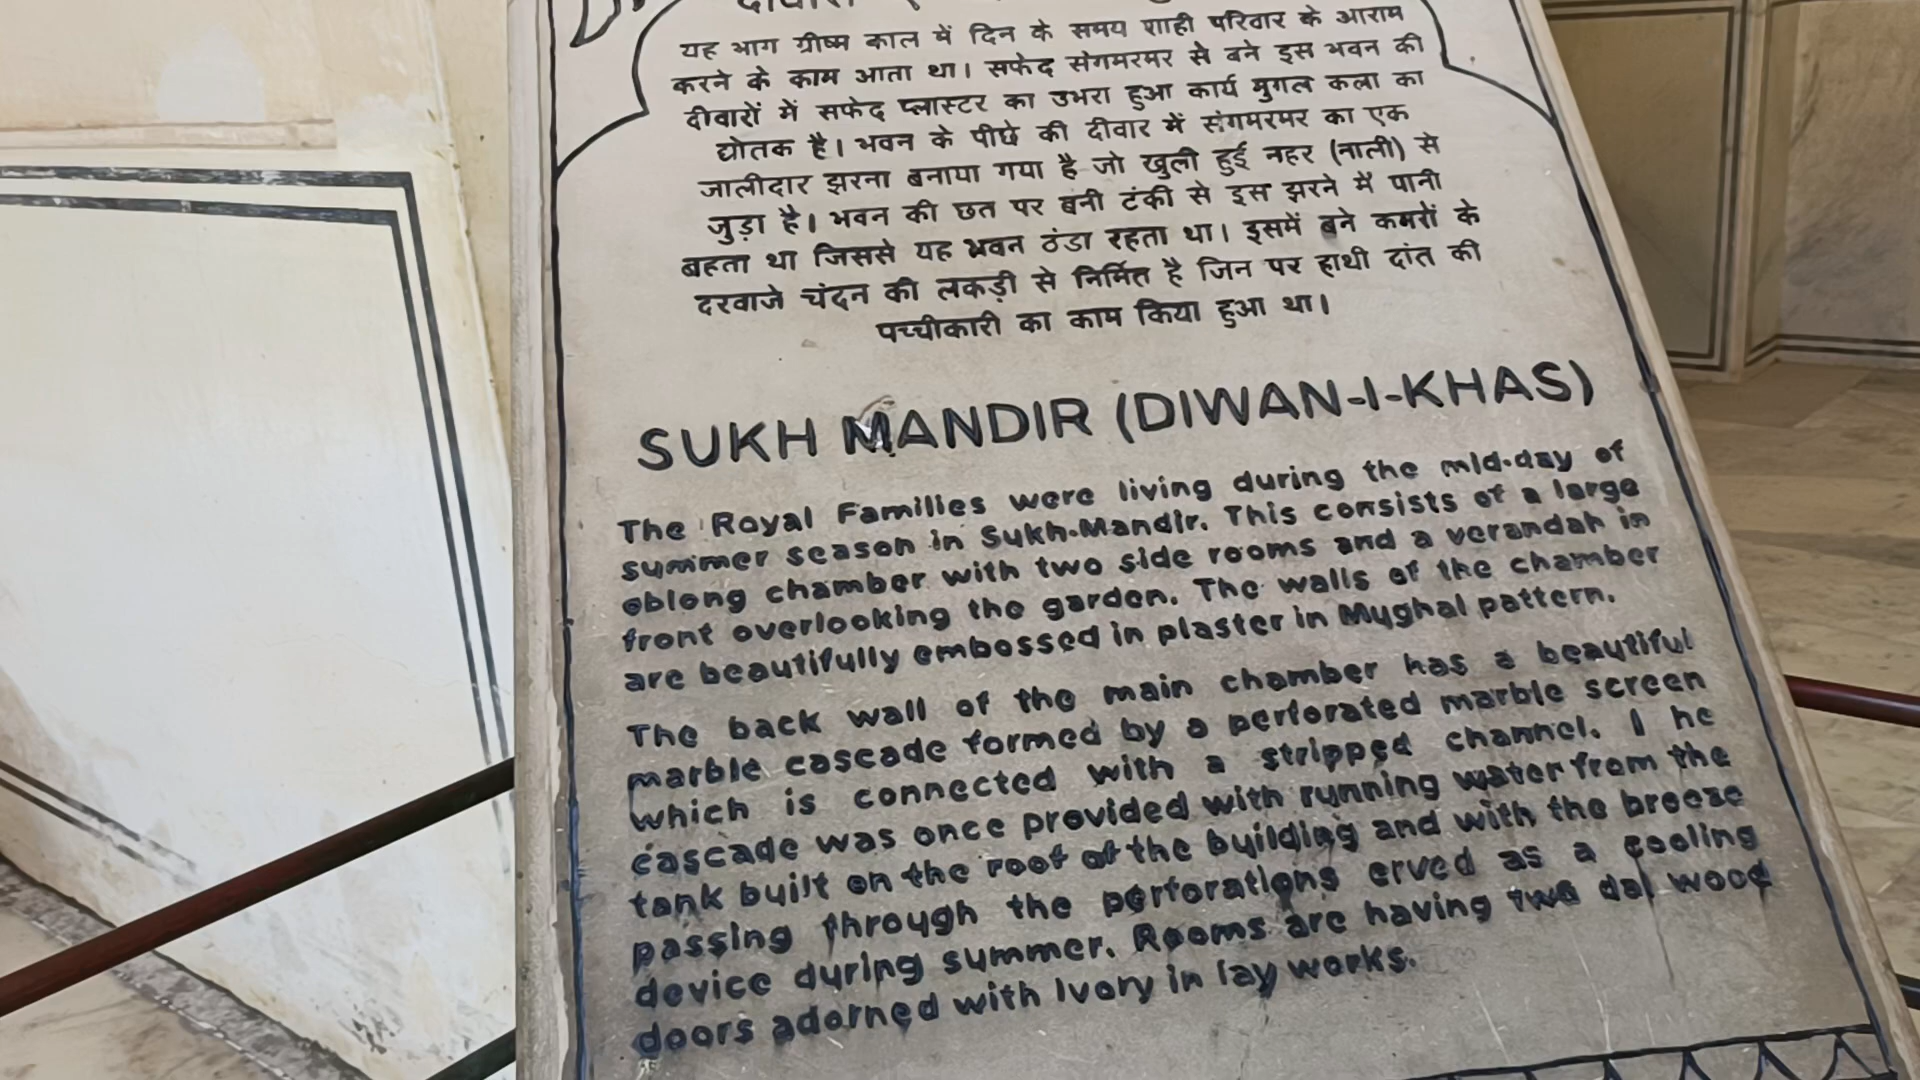 यह भाग ग्रीष्म काल में दिन के समय शाही परिवार के आराम
करने के काम आता था। सफेद संगमरमर से बने इस भवन की
दीवारों में सफेद प्लास्टर का उभरा हुआ कार्य मुगल कला का
द्योतक है। भवन के पीछे की दीवार में संगमरमर का एक
जालीदार झरना बनाया गया है जो खुली हुई नहर (नाली) से
जुड़ा है। भवन की छत पर बनी टंकी से इस झरने में पानी
बहता था जिससे यह भवन ठंडा रहता था। इसमें बने कमरों के
दरवाजे चंदन की लकड़ी से निर्मित है जिन पर हाथी दांत की
पच्चीकारी का काम किया हुआ था।
SUKH MANDIR (DIWAN-I-KHAS)
The Royal Families were living during the mid-day of
summer season in Sukh-Mandir. This consists of a large
oblong chamber with two side rooms and a verandah in
front overlooking the garden. The walls of the chamber
are beautifully embossed in plaster in Mughal pattern.
The back wall of the main chamber has a beautiful
marble cascade formed by a perforated marble screen
which is connected with a stripped channel. I he
cascade was once provided with running water from the
tank built on the roof of the building and with the breeze
passing through the perforations erved as a cooling
device during summer. Rooms are having two dal wood
doors adorned with Ivory in lay works.